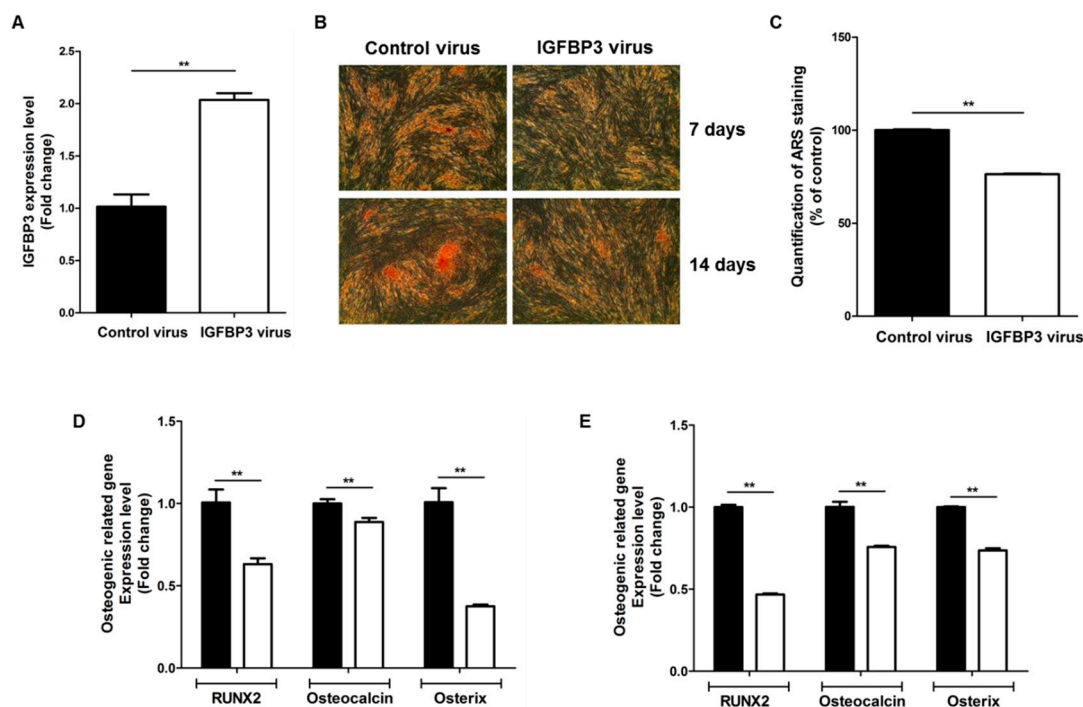 A
IGFBP3 expression level
(Fold change)
2.5
2.0
1.5
1.0
0.5
0.0
**
Control virus
IGFBP3 virus
B
Control virus
IGFBP3 virus
7 days
14 days
C
Quantification of ARS staining
(% of control)
150
100
50
0
**
Control virus
IGFBP3 virus
D
Osteogenic related gene
Expression level
(Fold change)
1.5
1.0
0.5
0.0
**
**
**
RUNX2
Osteocalcin
Osterix
E
Osteogenic related gene
Expression level
(Fold change)
1.5
1.0
0.5
0.0
**
**
**
RUNX2
Osteocalcin
Osterix